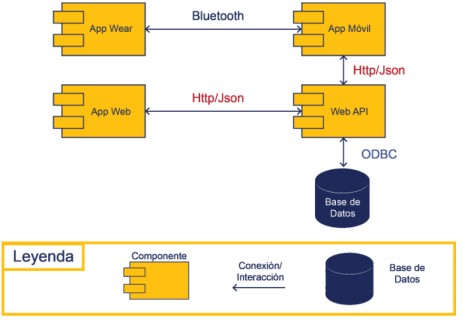 Bluetooth
App Wear
App Móvil
Http/Json
Http/Json
App Web
Web API
ODBC
Base de
Datos
Leyenda
Componente
Conexión/
Interacción
Base de
Datos